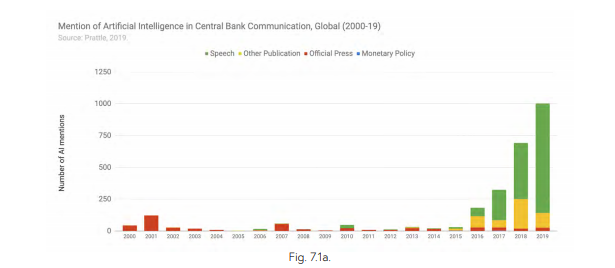 Mention of Artificial Intelligence in Central Bank Communication, Global (2000-19)
Source: Prattle, 2019.
Speech Other Publication Official Press Monetary Policy
Number of AI mentions
1250
1000
750
500
250
0
2000 2001 2002 2003 2004 2005 2006 2007 2008 2009 2010 2011 2012 2013 2014 2015 2016 2017 2018 2019
Fig. 7.1a.